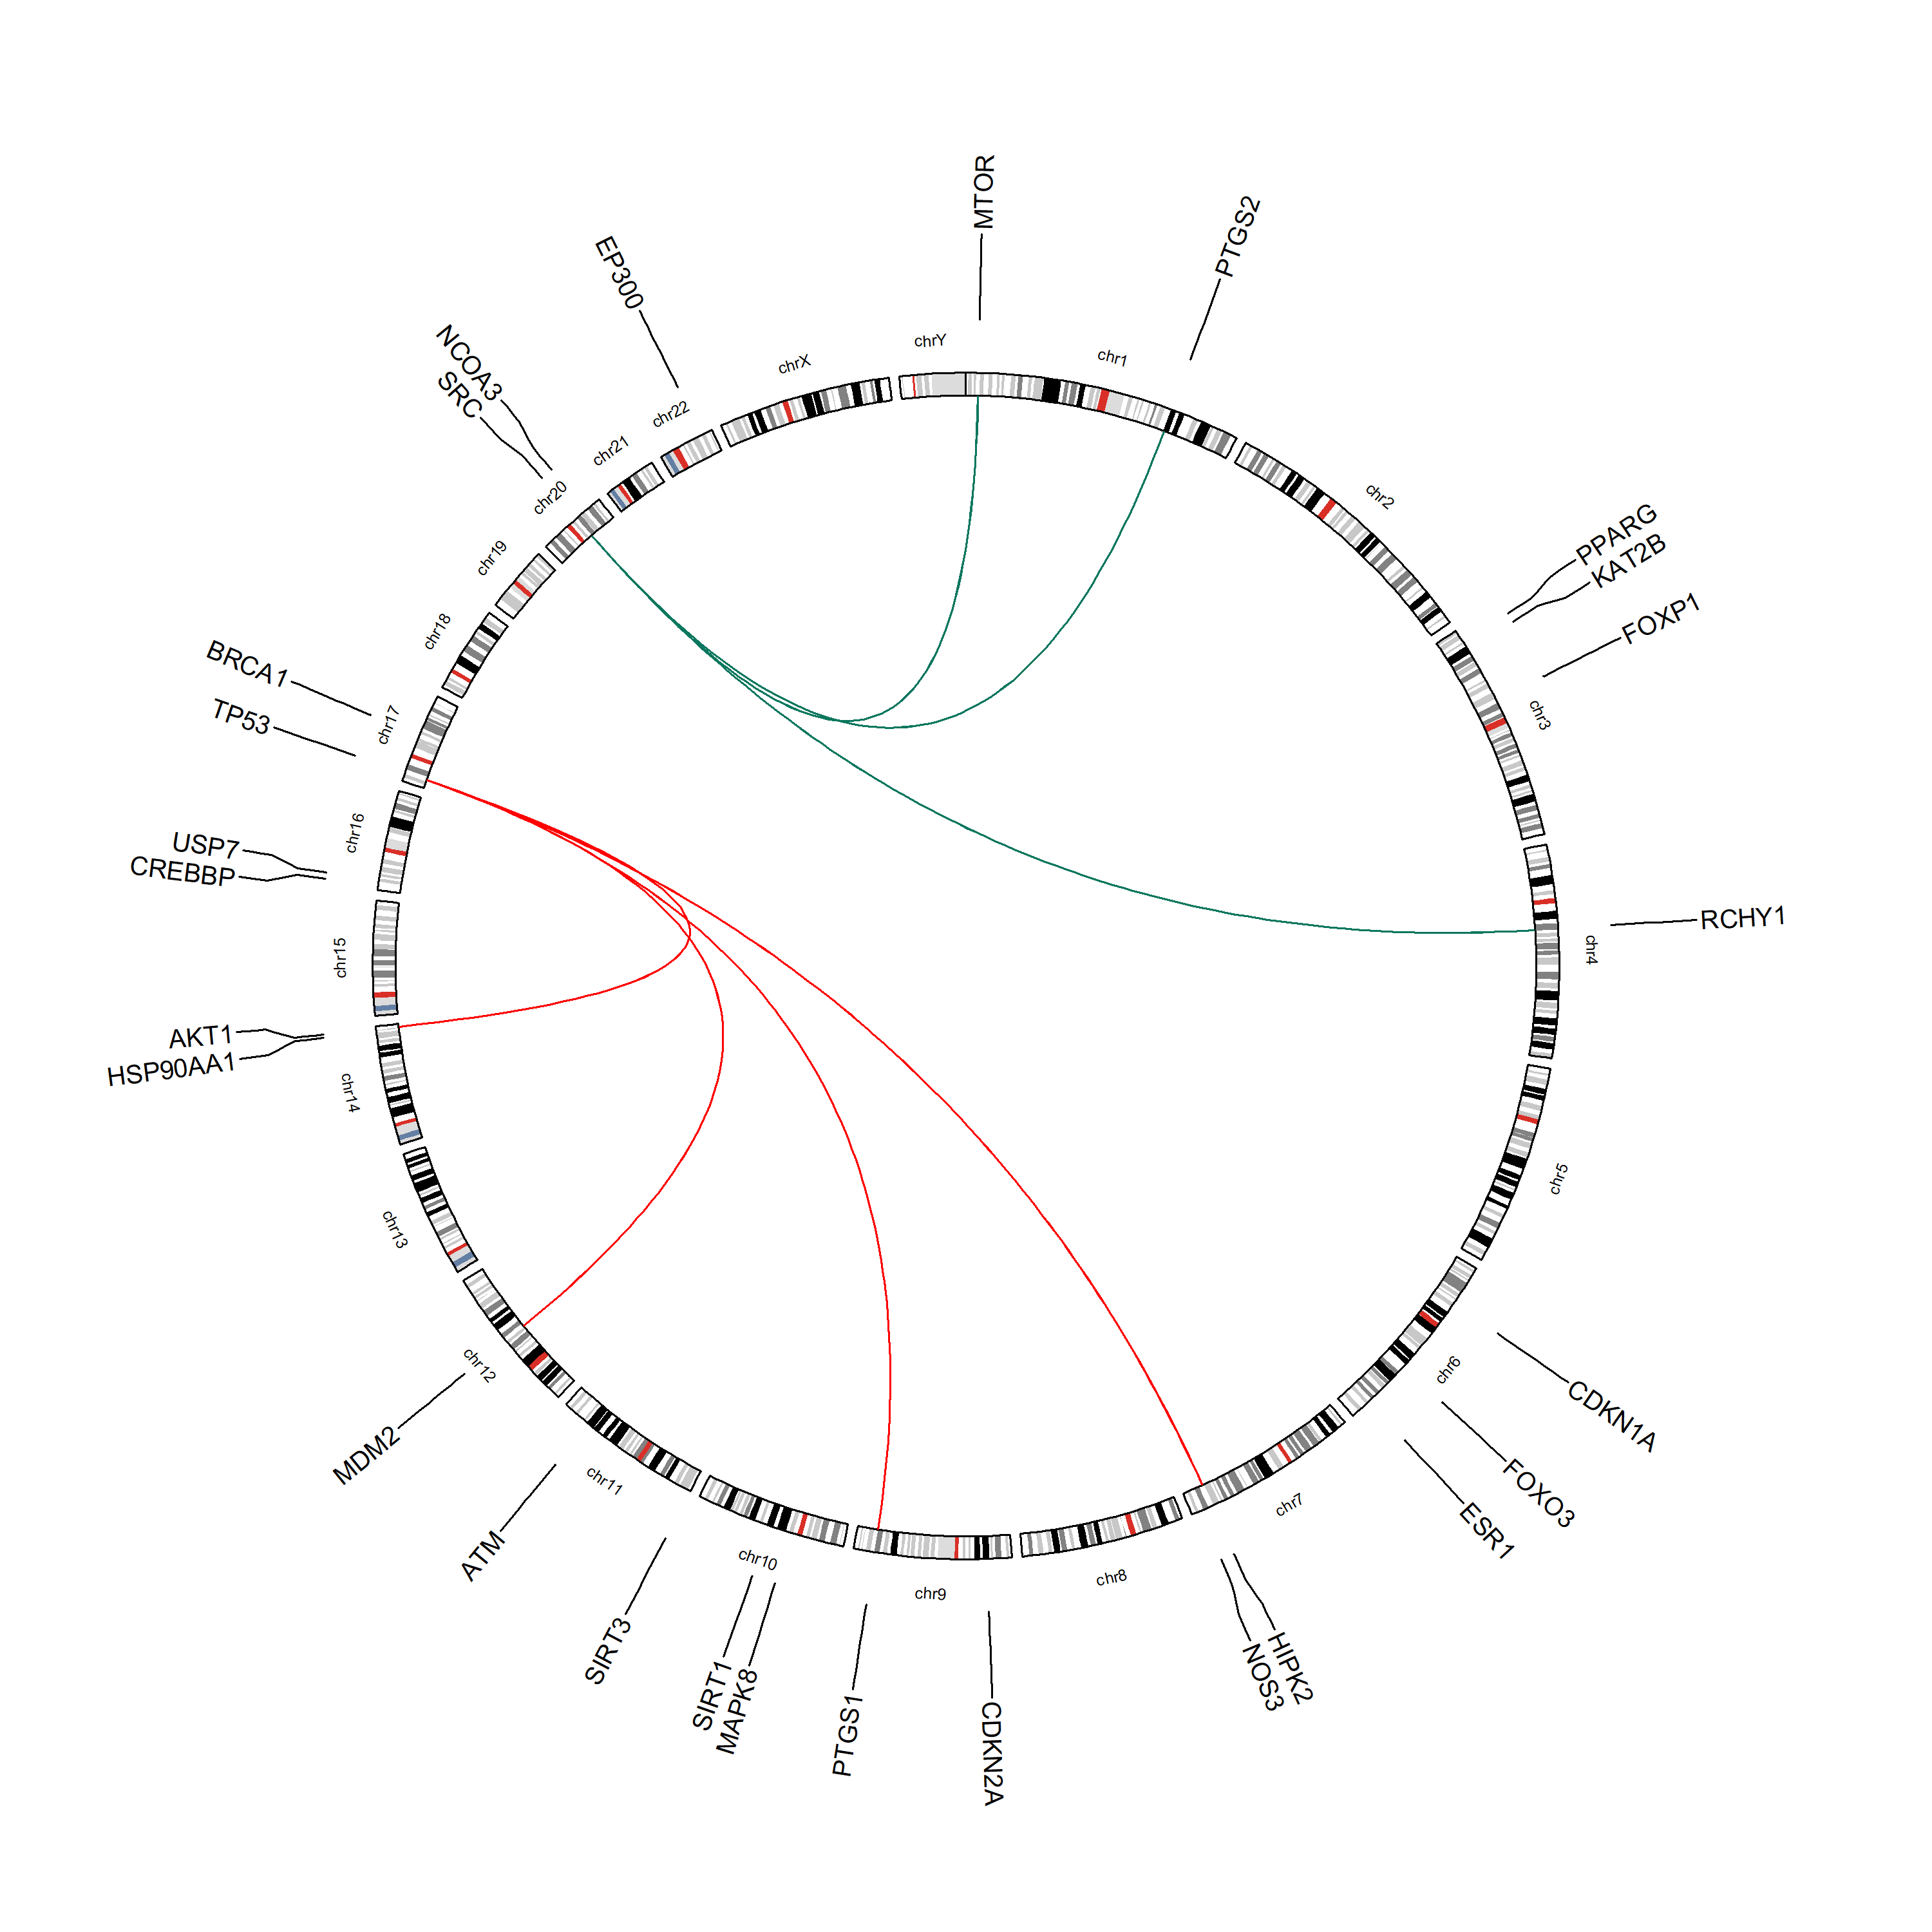 MTOR
PTGS2
EP300
NCOA3
SRC
chrY
chr1
chrX
chr22
chr21
chr20
chr2
PPARG
KAT2B
FOXP1
chr19
chr18
chr3
BRCA1
TP53
chr17
chr16
USP7
CREBBP
RCHY1
chr4
chr15
AKT1
HSP90AA1
chr14
chr5
chr13
chr12
chr6
CDKN1A
MDM2
FOXO3
chr11
chr7
ESR1
ATM
chr10
chr8
chr9
SIRT3
SIRT1
MAPK8
PTGS1
CDKN2A
HIPK2
NOS3